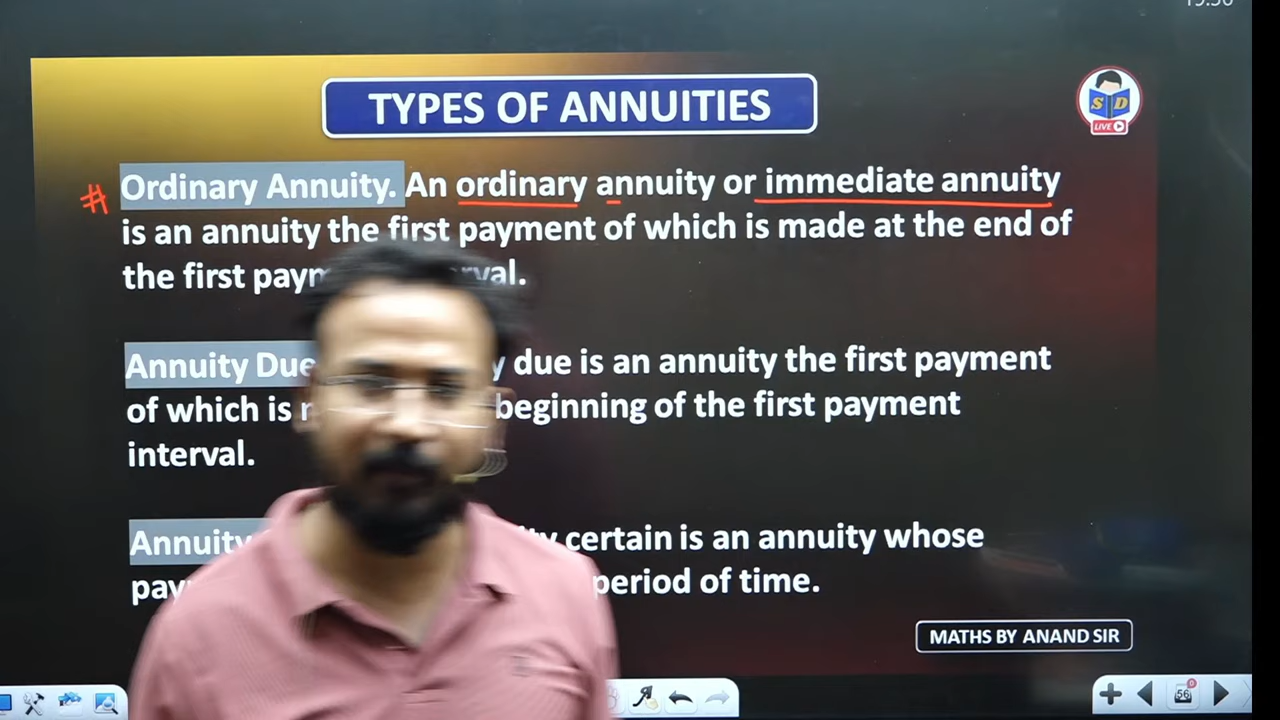 TYPES OF ANNUITIES
S D
LIVE
# Ordinary Annuity. An ordinary annuity or immediate annuity
is an annuity the first payment of which is made at the end of
the first
Annuity Due due is an annuity the first payment
of which is beginning of the first payment
interval.
Annuity certain is an annuity whose
period of time.
MATHS BY ANAND SIR
56